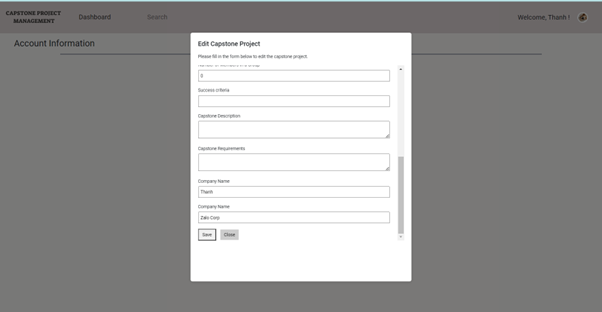 CAPSTONE PROJECT
MANAGEMENT
Dashboard
Search
Welcome, Thanh !
Account Information
Edit Capstone Project
Please fill in the form below to edit the capstone project.
Success criteria
Capstone Description
Capstone Requirements
Company Name
Thanh
Company Name
Zalo Corp
Save
Close